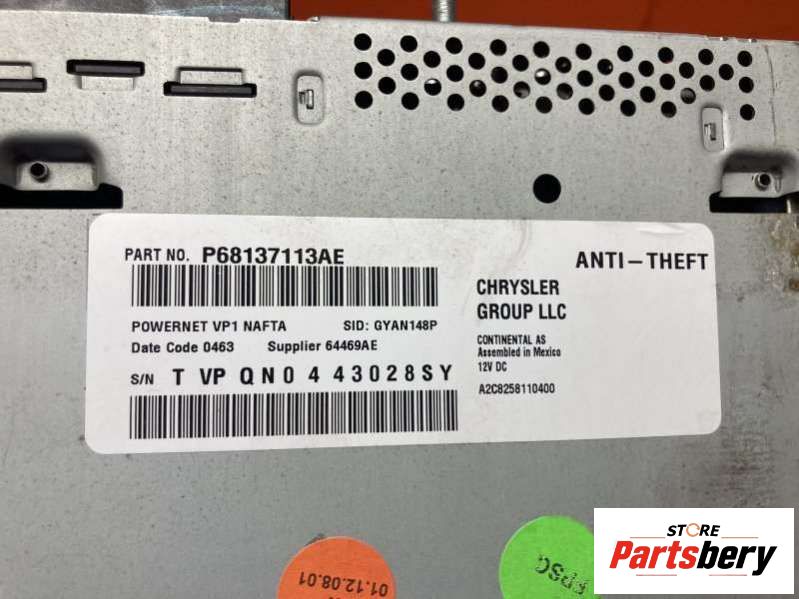 PART NO. P68137113AE
ANTI-THEFT
CHRYSLER
GROUP LLC
POWERNET VP1 NAFTA SID: GYAN148P
Date Code 0463 Supplier 64469AE
CONTINENTAL AS
Assembled in Mexico
12V DC
S/N T VP QN0 4 43028SY
A2C8258110400
01.12.08.01
STORE
Partsbery